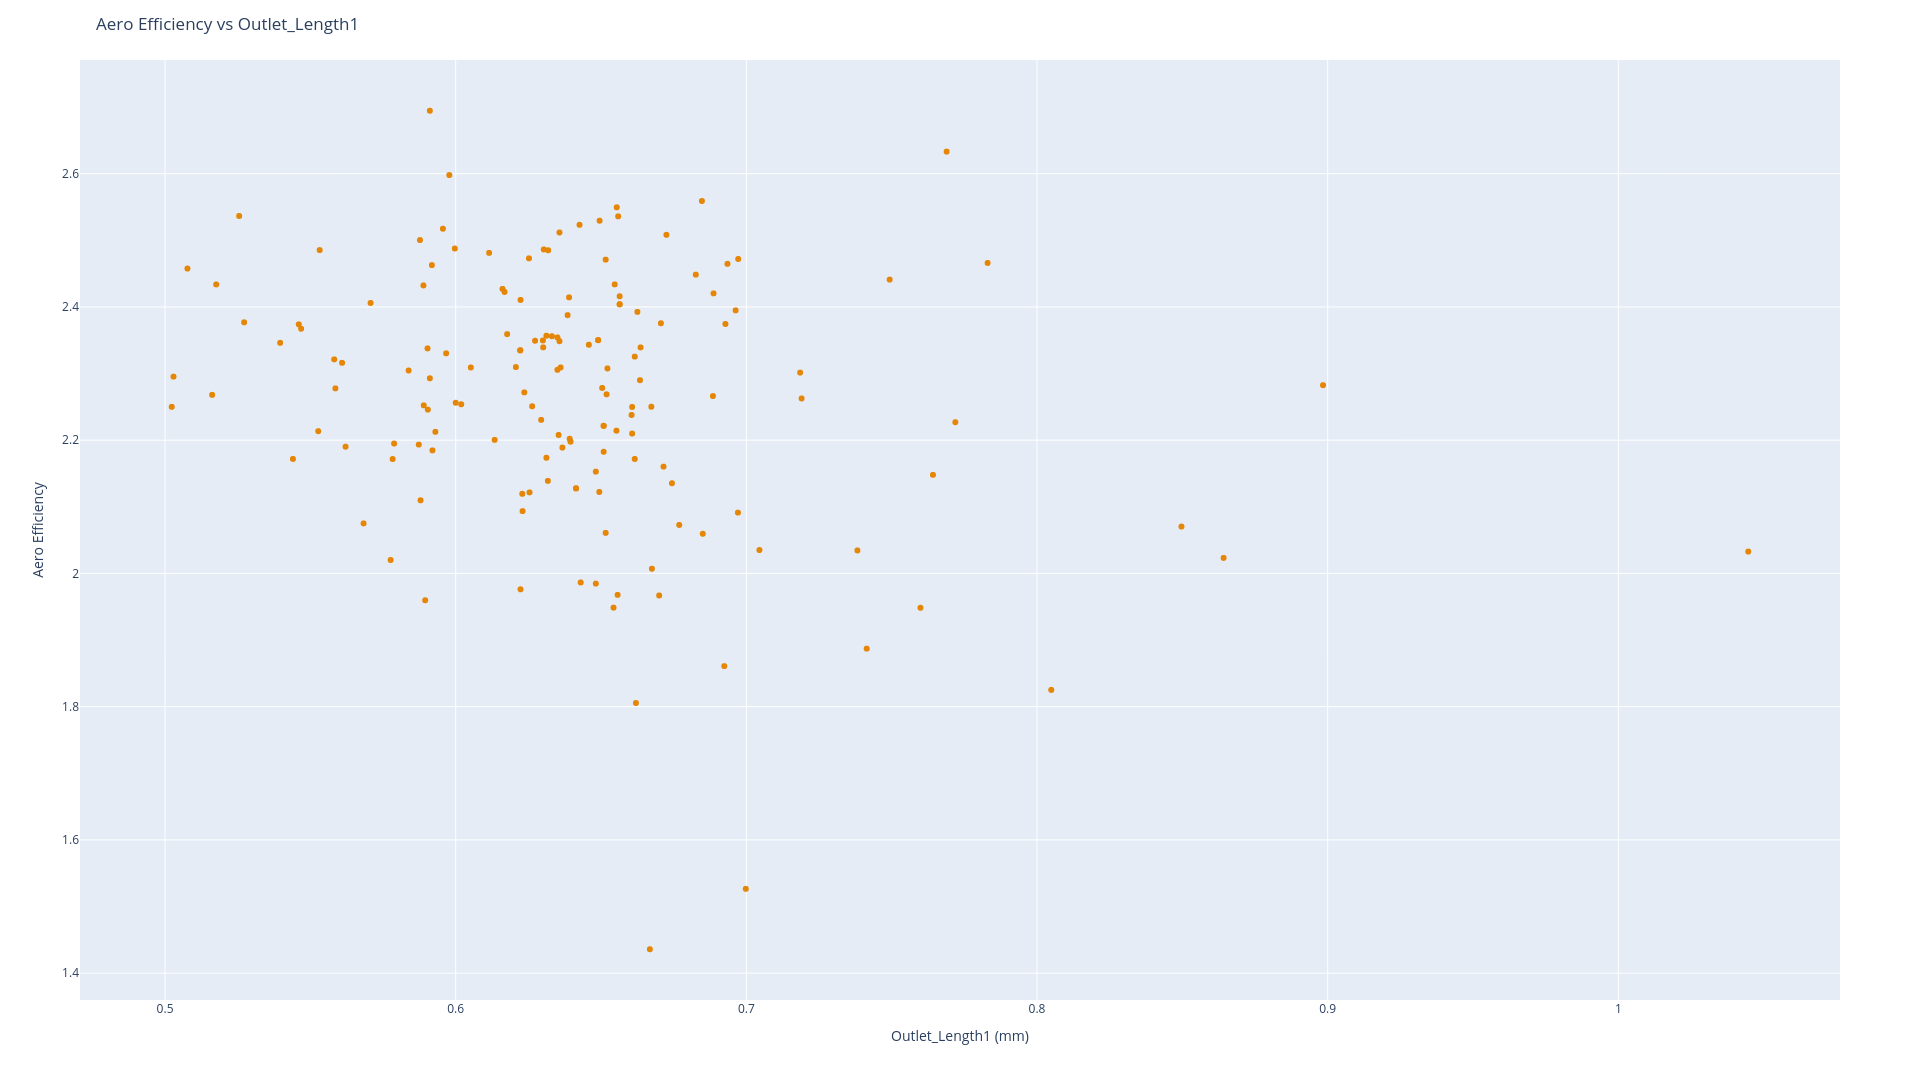 Aero Efficiency vs Outlet_Length1
2.6
2.4
2.2
2
1.8
1.6
1.4
Aero Efficiency
0.5 0.6 0.7 0.8 0.9 1
Outlet_Length1 (mm)